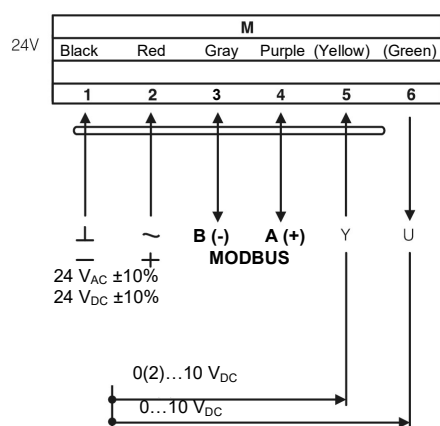 M
24V
Black Red Gray Purple (Yellow) (Green)
1 2 3 4 5 6
⊥ ~ B (-) A (+) Y U
− + MODBUS
24 VAC ±10%
24 VDC ±10%
0(2)…10 VDC
0…10 VDC